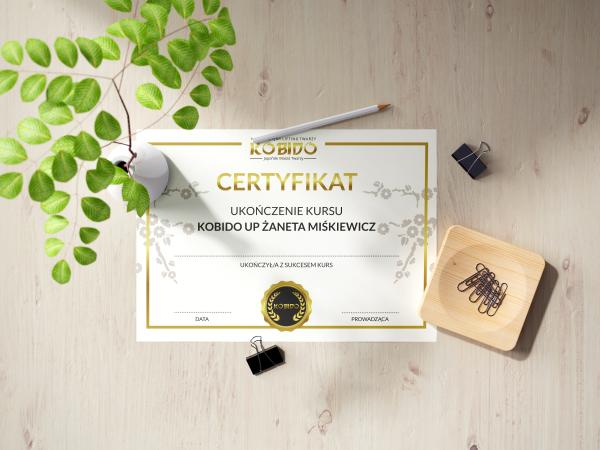 LIFTING TWARZY
KOBIDO
Japoński Masaż Twarzy
CERTYFIKAT
UKOŃCZENIE KURSU
KOBIDO UP ŻANETA MIŚKIEWICZ
UKOŃCZYŁ/A Z SUKCESEM KURS
KOBIDO
DATA
PROWADZĄCA